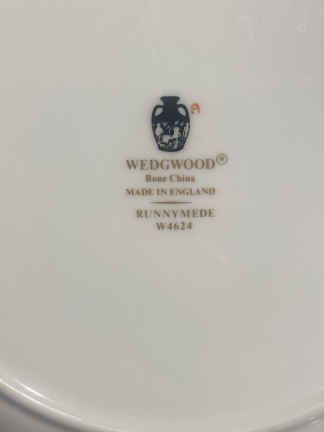 WEDGWOOD®
Bone China
MADE IN ENGLAND
RUNNYMEDE
W4624